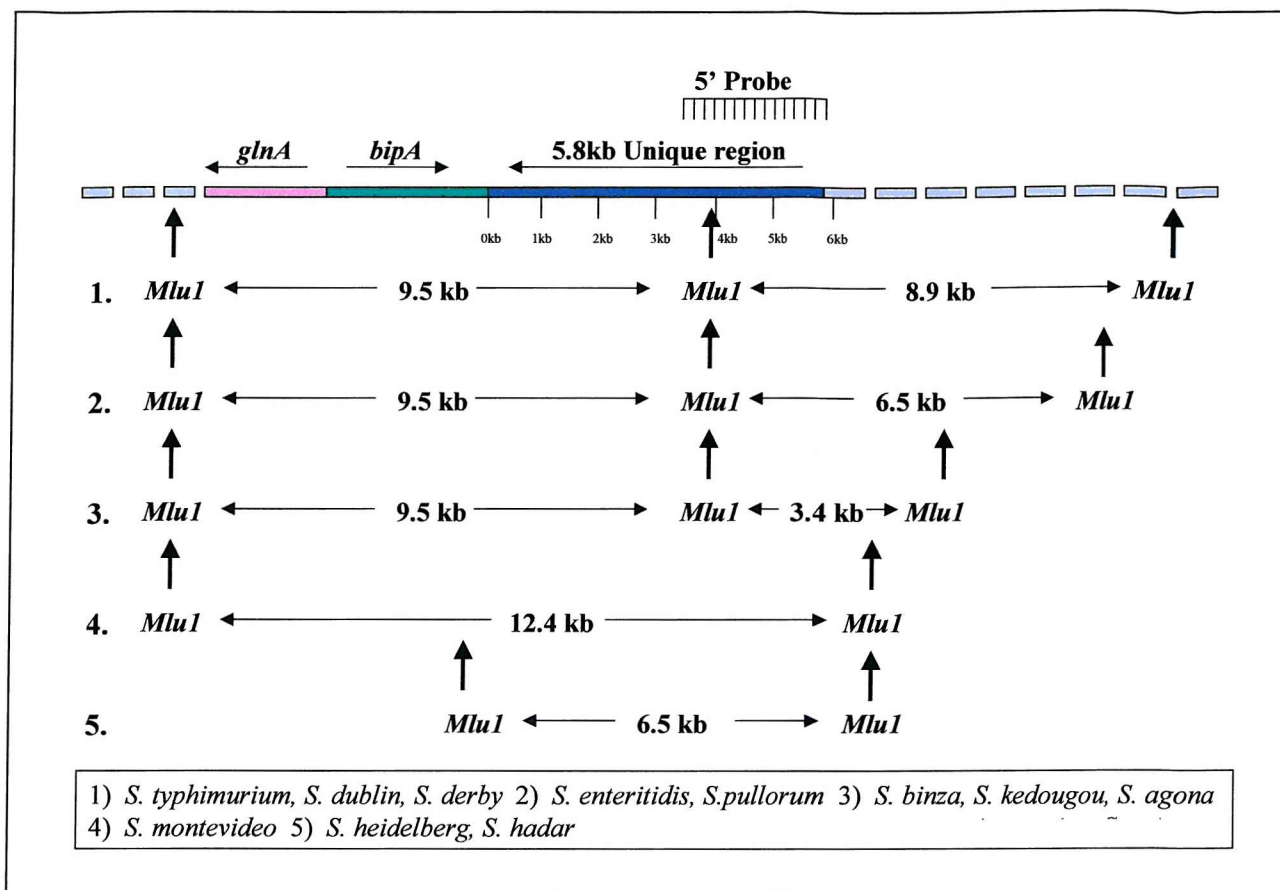 5' Probe
glnA bipA 5.8kb Unique region
0kb 1kb 2kb 3kb 4kb 5kb 6kb
1. Mlu1 9.5 kb Mlu1 8.9 kb Mlu1
2. Mlu1 9.5 kb Mlu1 6.5 kb Mlu1
3. Mlu1 9.5 kb Mlu1 3.4 kb Mlu1
4. Mlu1 12.4 kb Mlu1
5. Mlu1 6.5 kb Mlu1
1) S. typhimurium, S. dublin, S. derby 2) S. enteritidis, S.pullorum 3) S. binza, S. kedougou, S. agona
4) S. montevideo 5) S. heidelberg, S. hadar